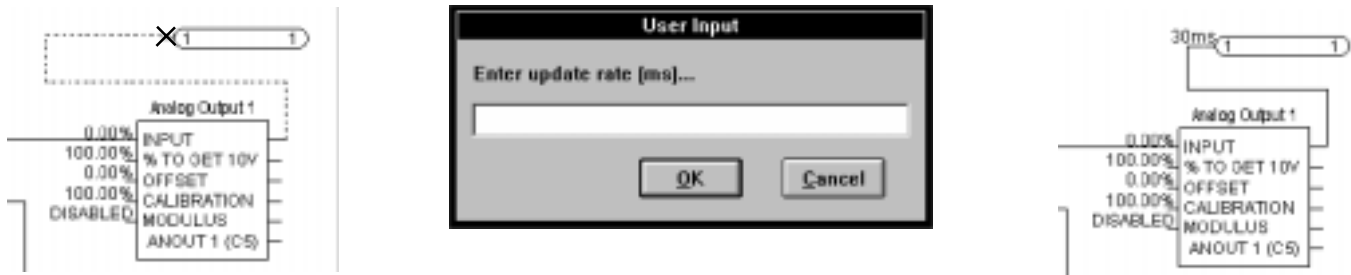 1 1
Analog Output 1
0.00% INPUT
100.00% % TO GET 10V
0.00% OFFSET
100.00% CALIBRATION
DISABLED MODULUS
ANOUT 1 (C5)
User Input
Enter update rate [ms]...
OK Cancel
30ms 1 1
Analog Output 1
0.00% INPUT
100.00% % TO GET 10V
0.00% OFFSET
100.00% CALIBRATION
DISABLED MODULUS
ANOUT 1 (C5)